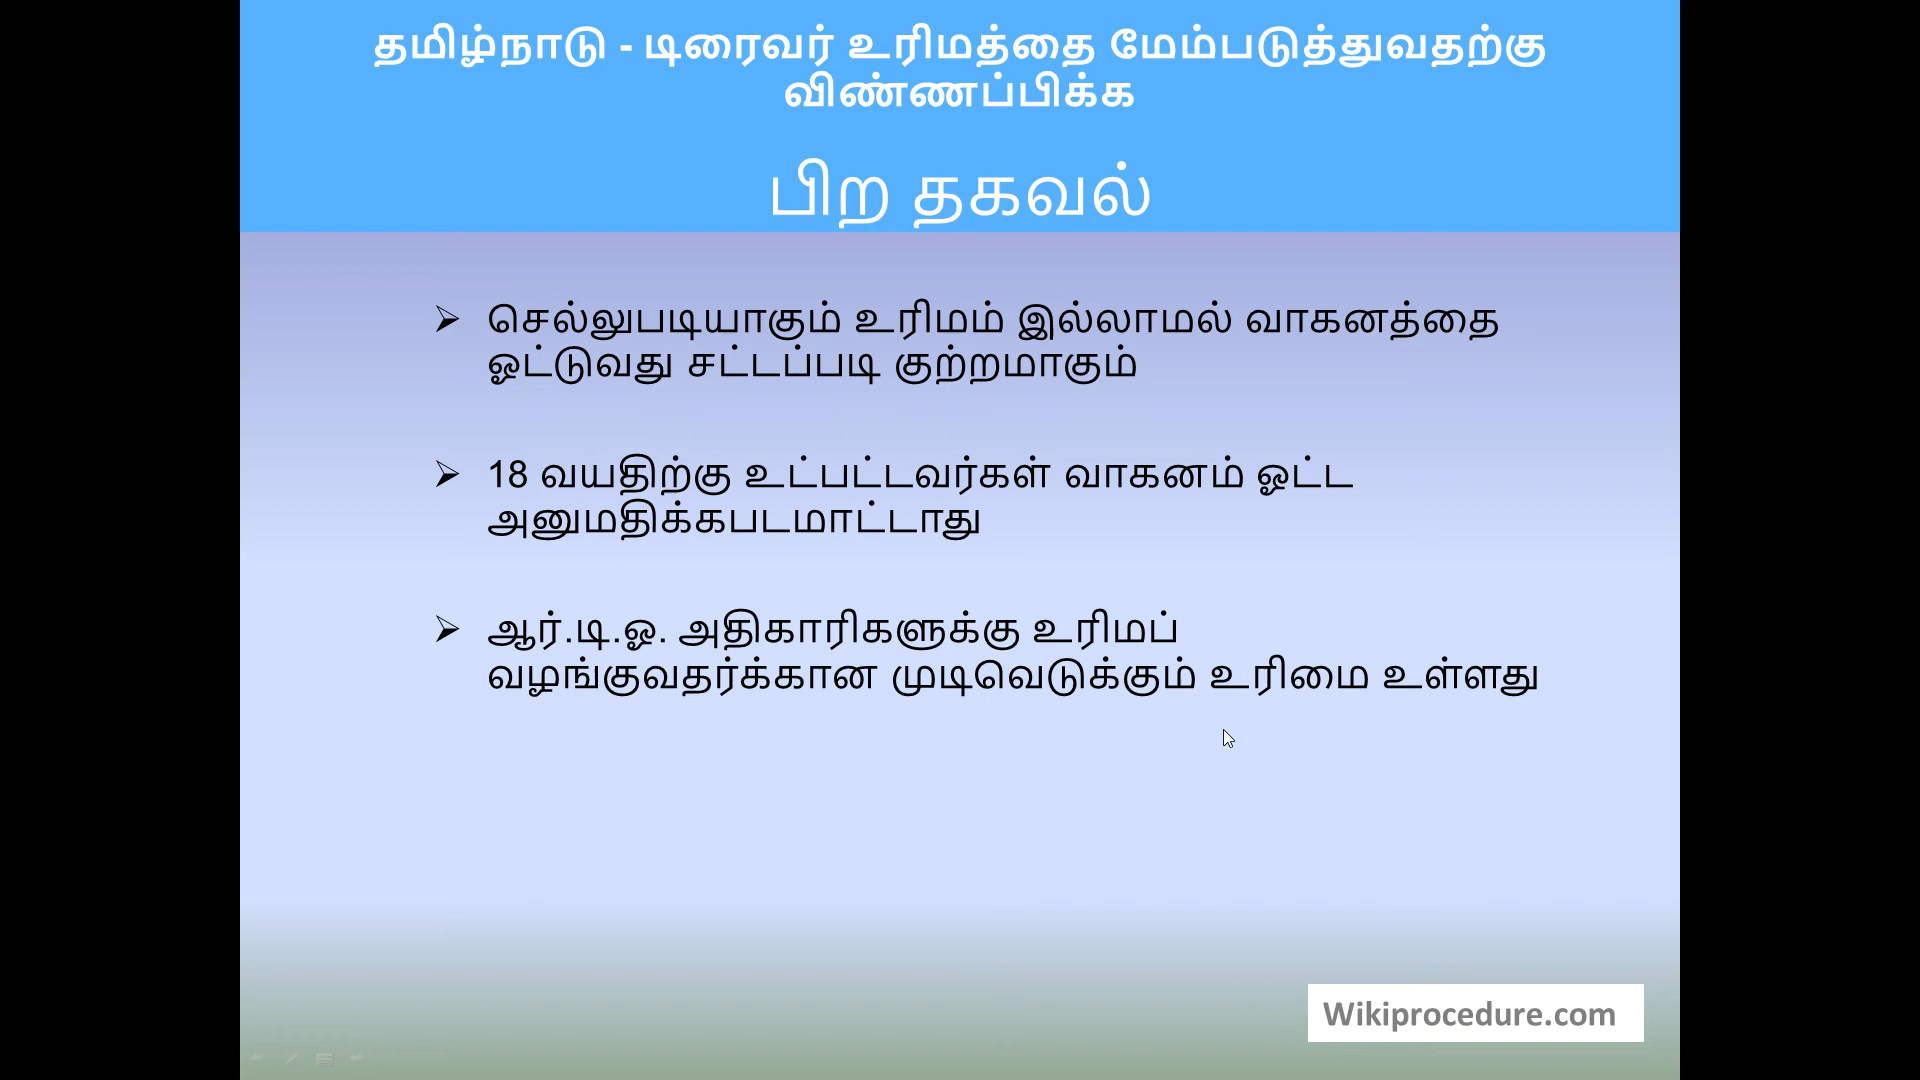 தமிழ்நாடு - டிரைவர் உரிமத்தை மேம்படுத்துவதற்கு
விண்ணப்பிக்க
பிற தகவல்
➢ செல்லுபடியாகும் உரிமம் இல்லாமல் வாகனத்தை
ஓட்டுவது சட்டப்படி குற்றமாகும்
➢ 18 வயதிற்கு உட்பட்டவர்கள் வாகனம் ஓட்ட
அனுமதிக்கபடமாட்டாது
➢ ஆர்.டி.ஓ. அதிகாரிகளுக்கு உரிமப்
வழங்குவதர்க்கான முடிவெடுக்கும் உரிமை உள்ளது
Wikiprocedure.com